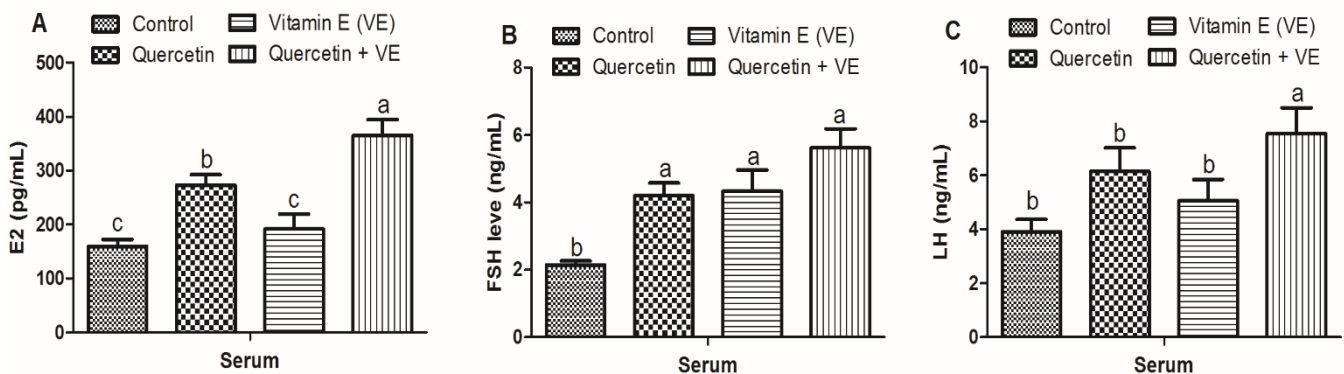 A
Control
Vitamin E (VE)
Quercetin
Quercetin + VE
500
400
300
200
100
0
E2 (pg/mL)
c
b
c
a
Serum
B
Control
Vitamin E (VE)
Quercetin
Quercetin + VE
8
6
4
2
0
FSH leve (ng/mL)
b
a
a
a
Serum
C
Control
Vitamin E (VE)
Quercetin
Quercetin + VE
10
8
6
4
2
0
LH (ng/mL)
b
b
b
a
Serum